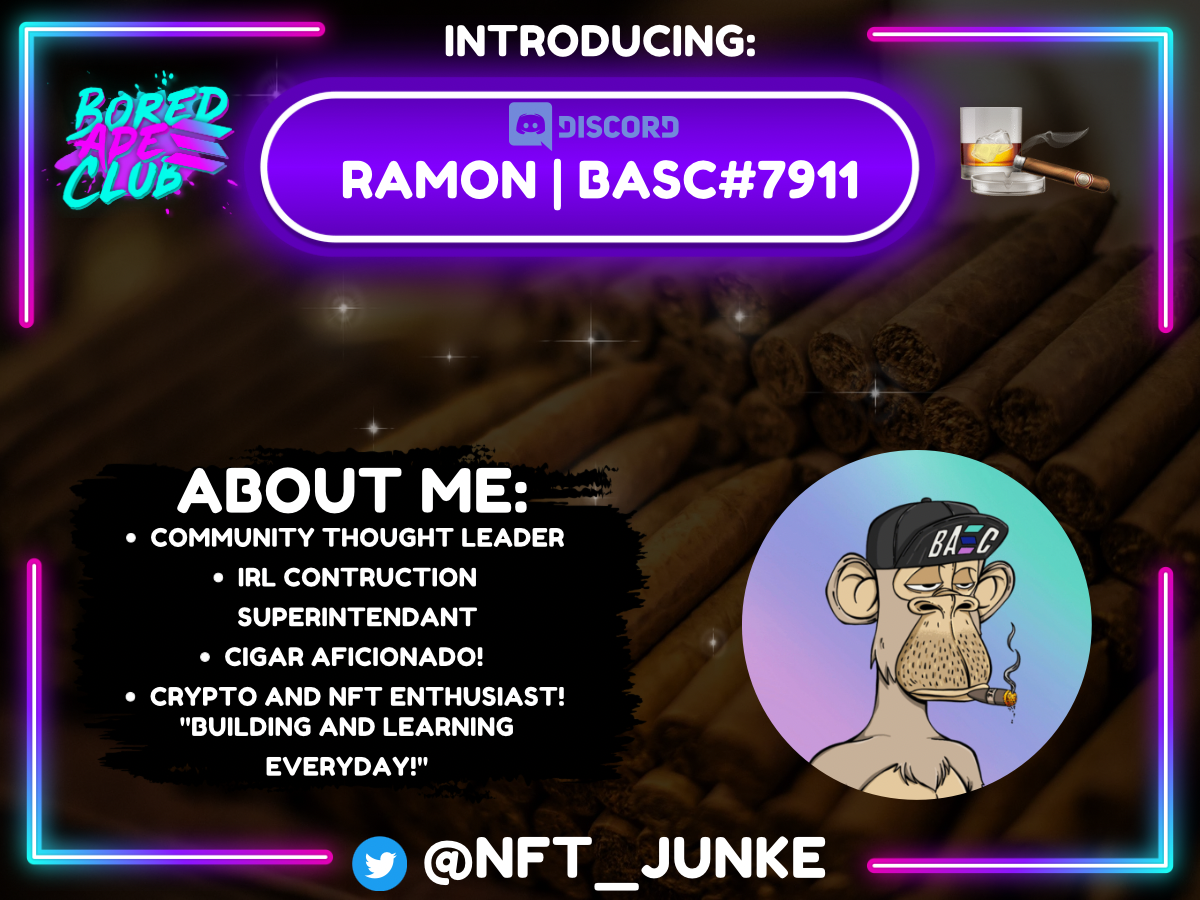 INTRODUCING:
BORED
APE
CLUB
DISCORD
RAMON | BASC#7911
ABOUT ME:
• COMMUNITY THOUGHT LEADER
• IRL CONTRUCTION
SUPERINTENDANT
• CIGAR AFICIONADO!
• CRYPTO AND NFT ENTHUSIAST!
"BUILDING AND LEARNING
EVERYDAY!"
BASC
@NFT_JUNKE